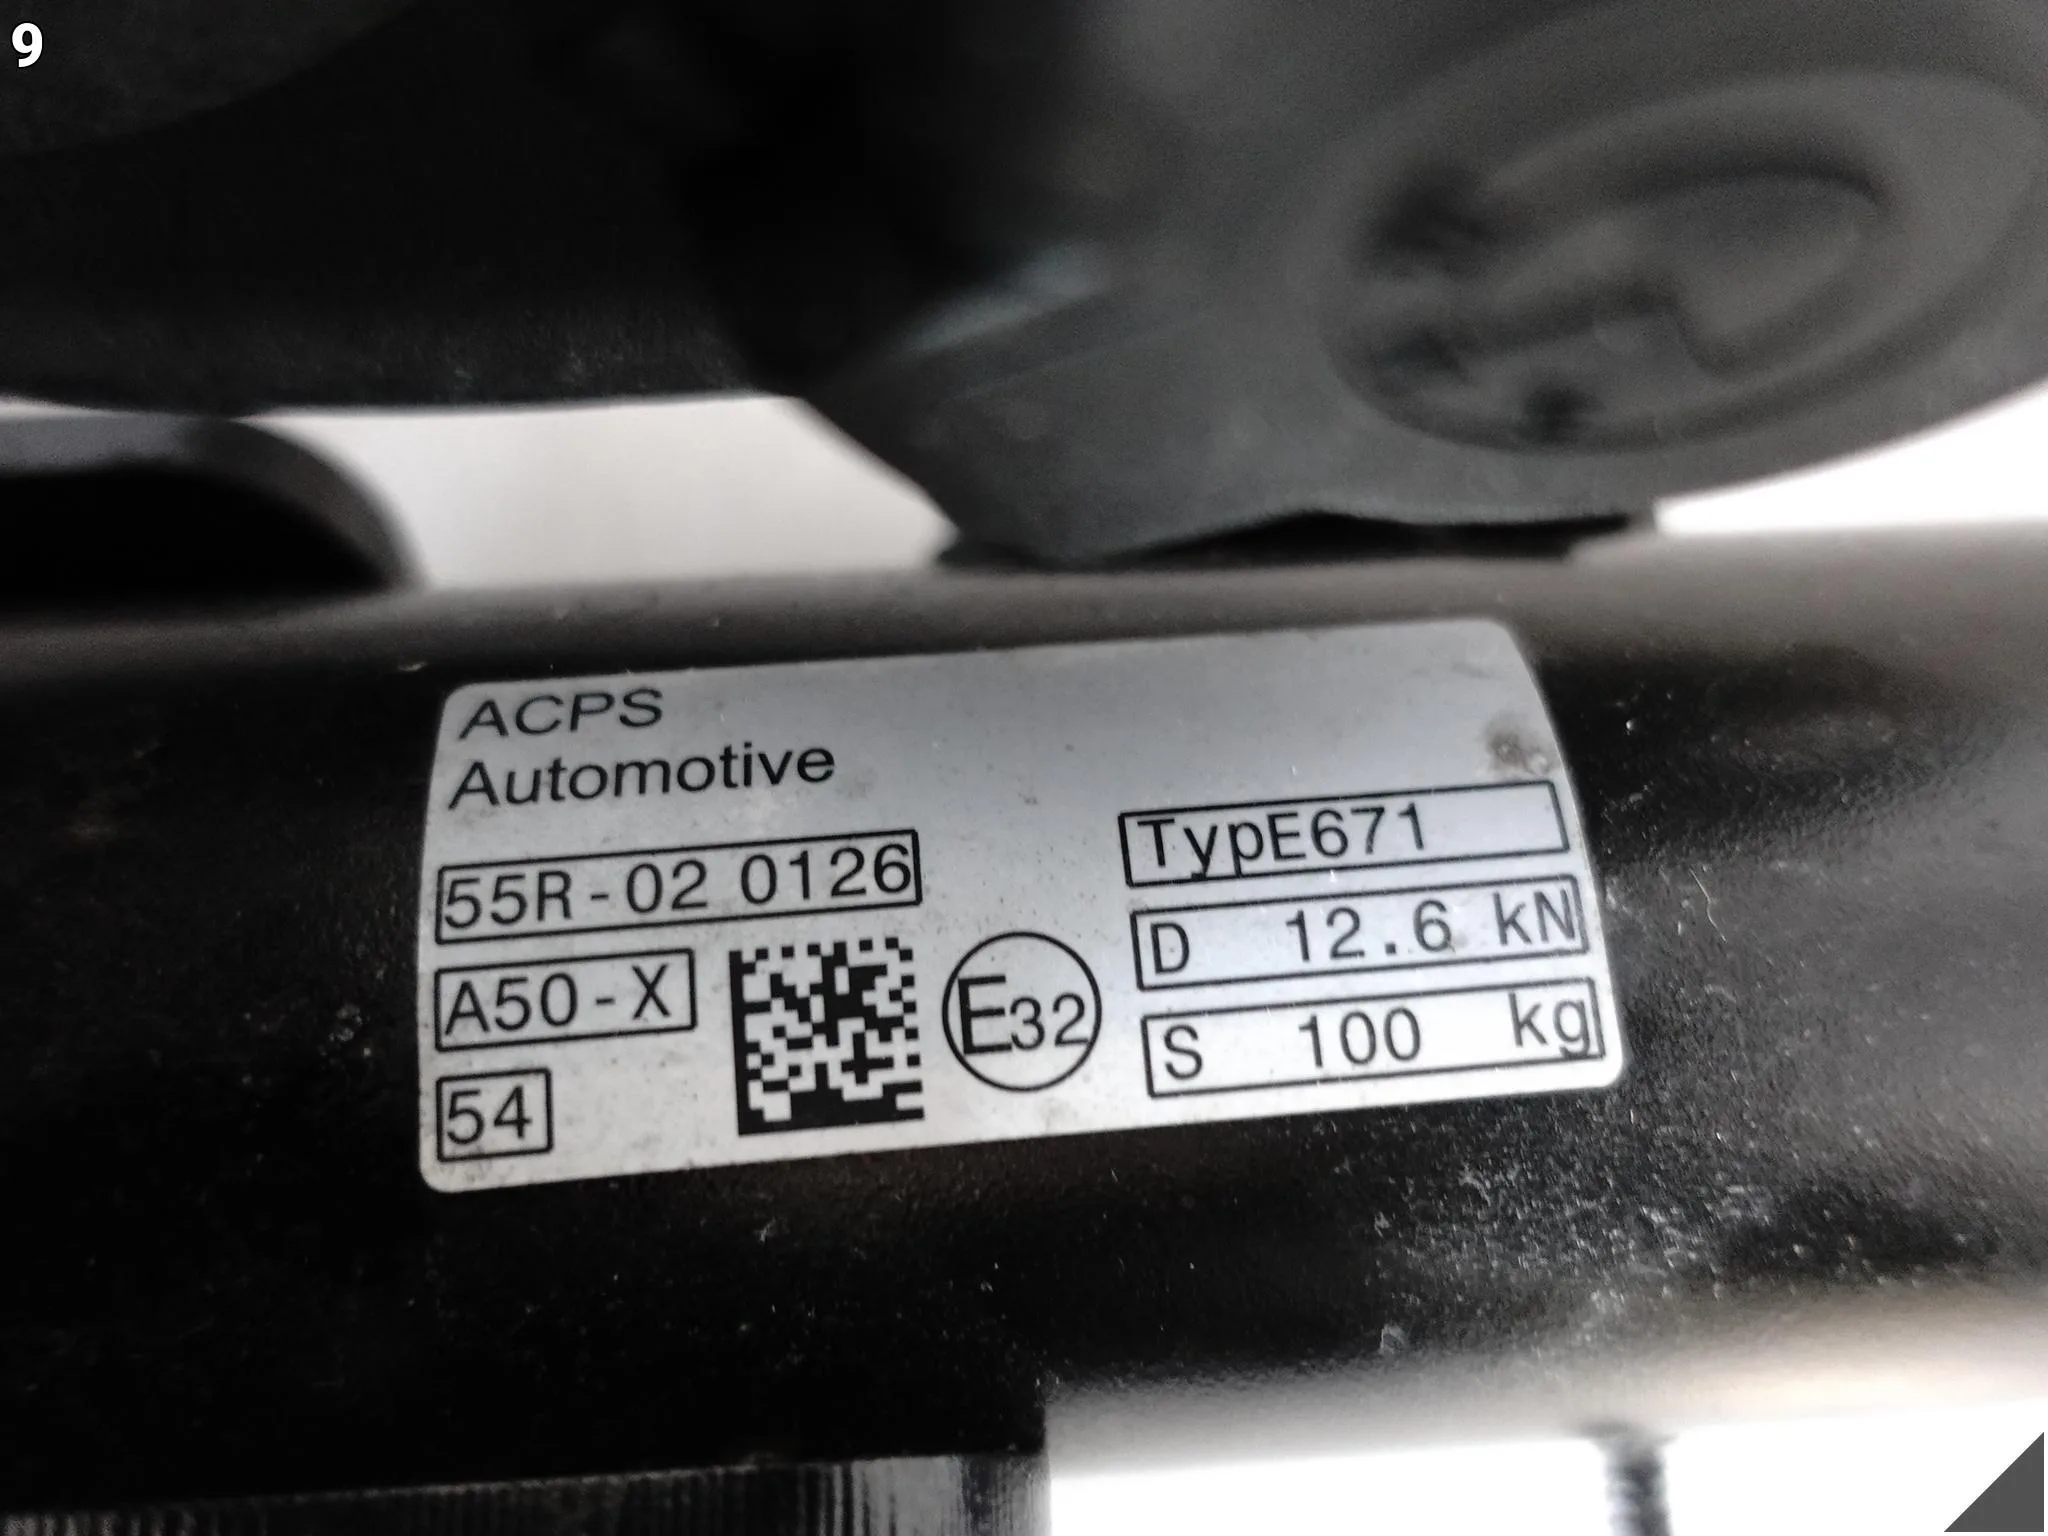 9
ACPS
Automotive
55R-02 0126
A50-X
54
E32
TypE671
D 12.6 kN
S 100 kg